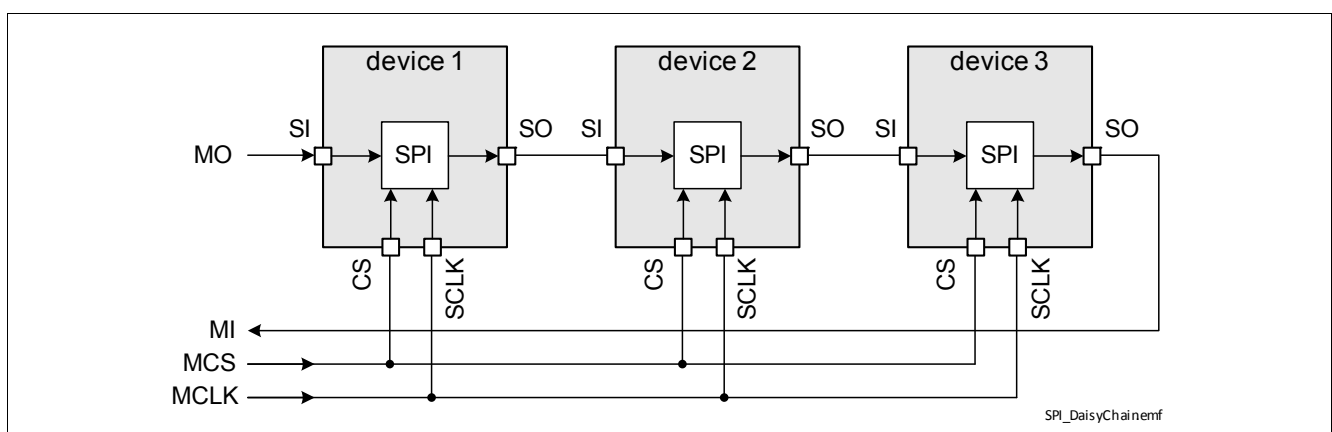 device 1 device 2 device 3
SI SO SI SO SI SO
MO SPI SPI SPI
CS SCLK CS SCLK CS SCLK
MI
MCS
MCLK
SPI_DaisyChainemf